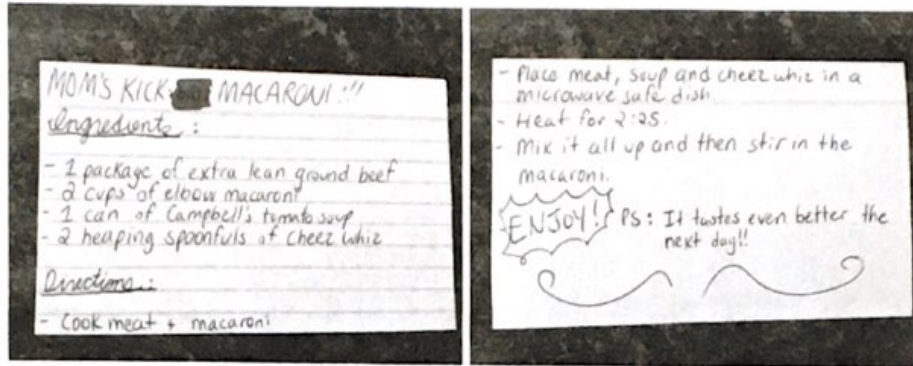 MOM'S KICK MACARONI!!!
Ingredients:
- 1 package of extra lean ground beef
- 2 cups of elbow macaroni
- 1 can of Campbell's tomato soup
- 2 heaping spoonfuls of cheez whiz
Directions:
- Cook meat + macaroni
- Place meat, soup and cheez whiz in a
microwave safe dish.
- Heat for 2:25.
- Mix it all up and then stir in the
macaroni.
ENJOY! PS: It tastes even better the
next day!!